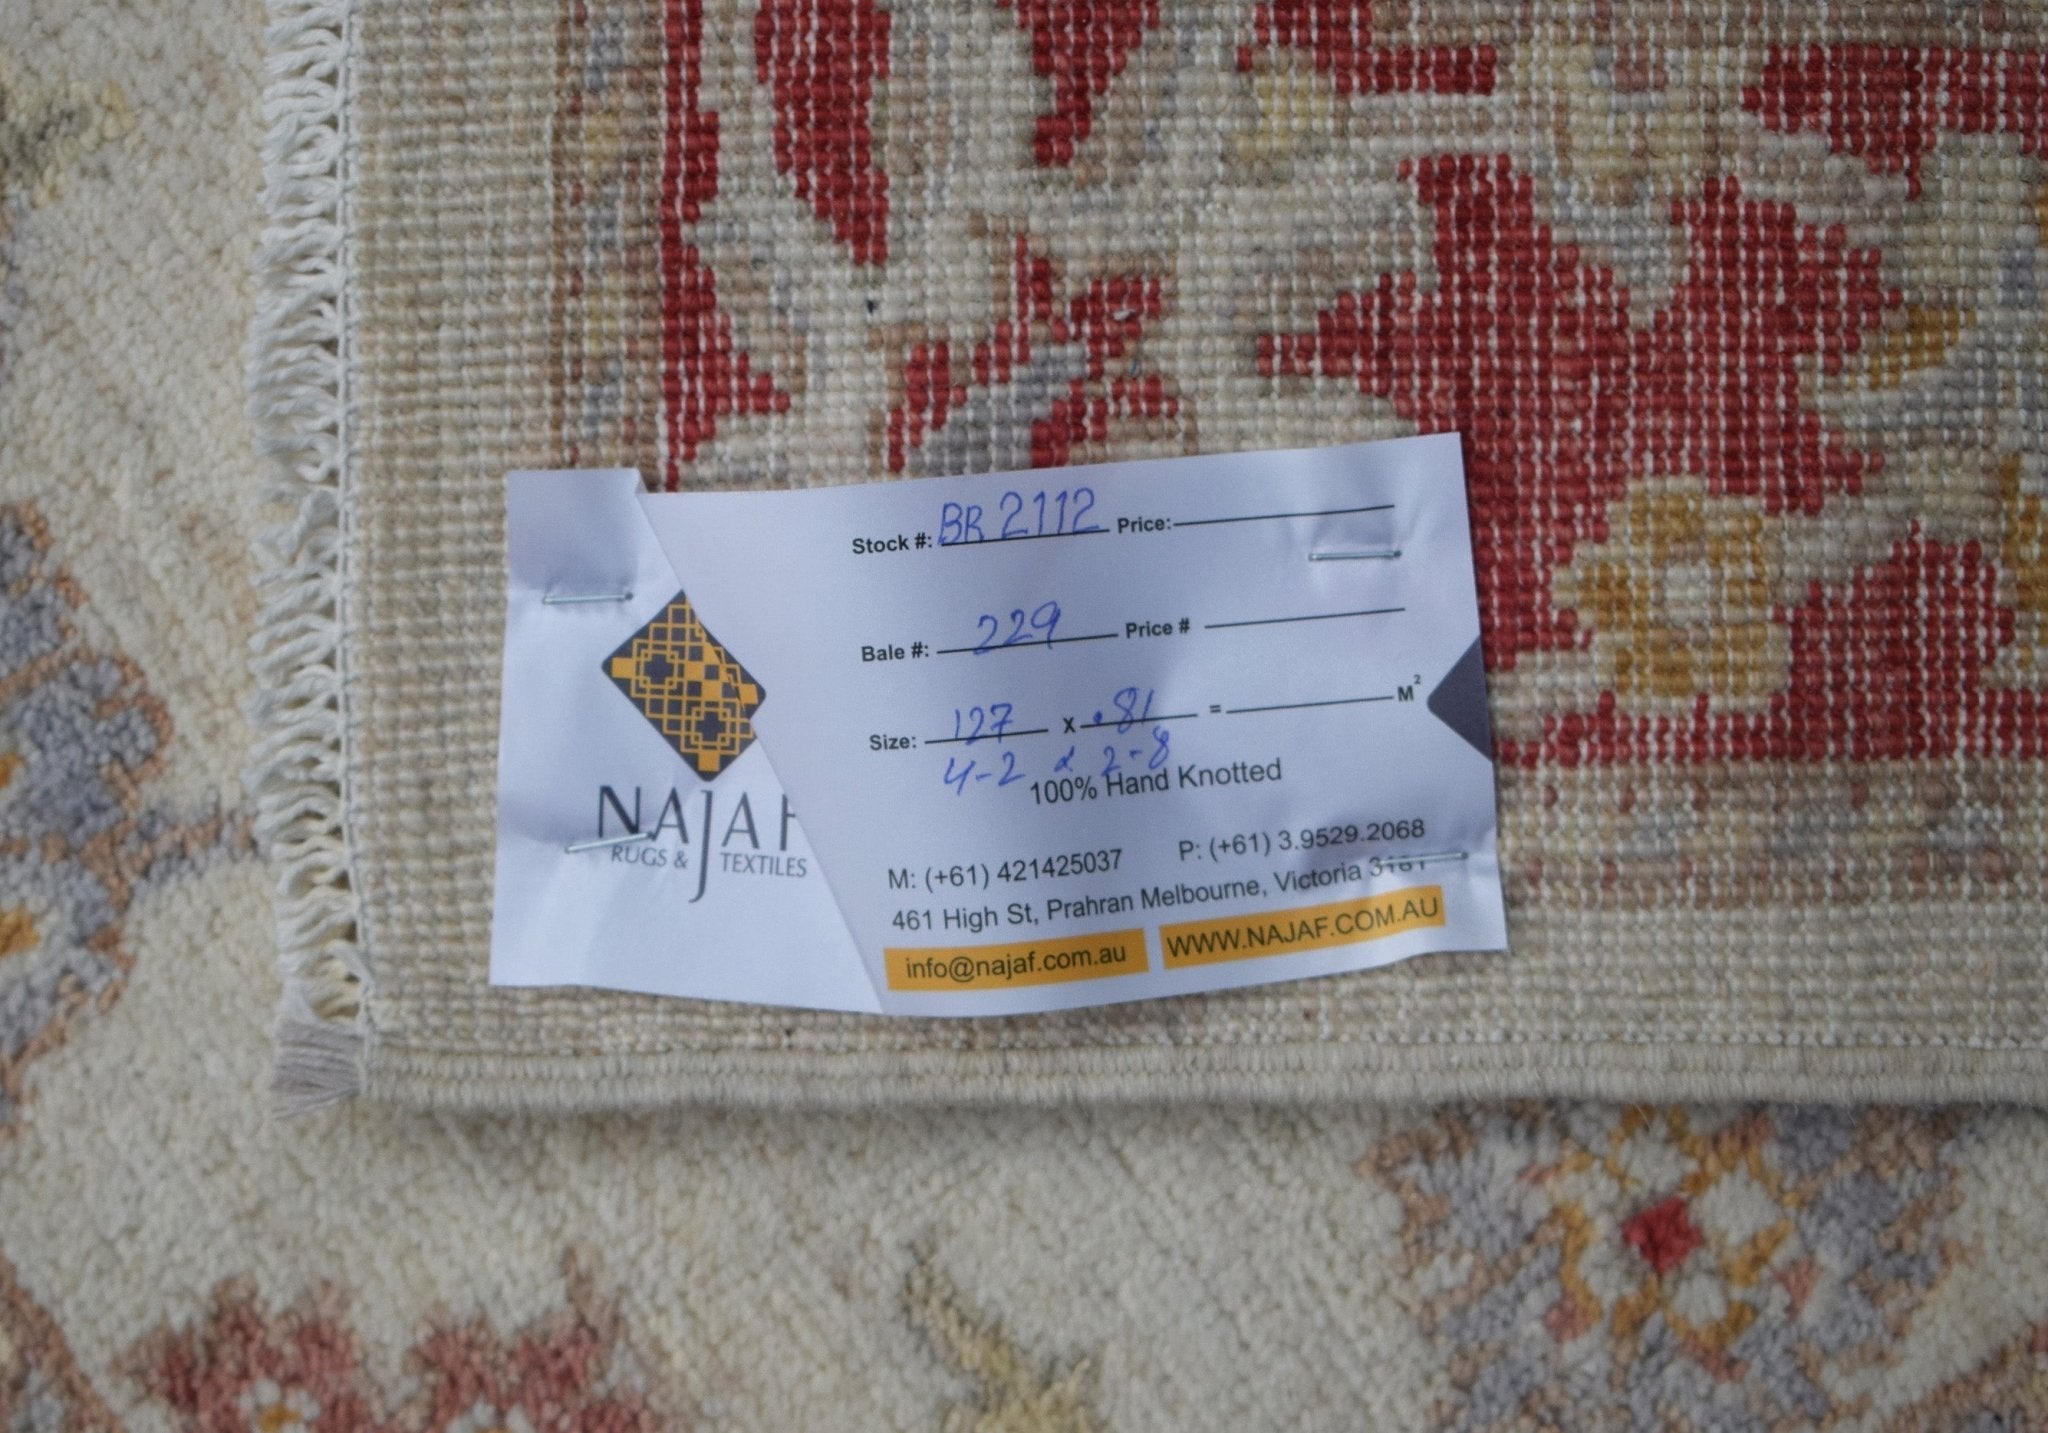 Stock #: BR 2112 Price:
Bale #: 229 Price #
Size: 127 x .81 = M²
4-2 x 2-8
100% Hand Knotted
NAJAF
RUGS & TEXTILES
M: (+61) 421425037 P: (+61) 3.9529.2068
461 High St, Prahran Melbourne, Victoria 3181
info@najaf.com.au WWW.NAJAF.COM.AU